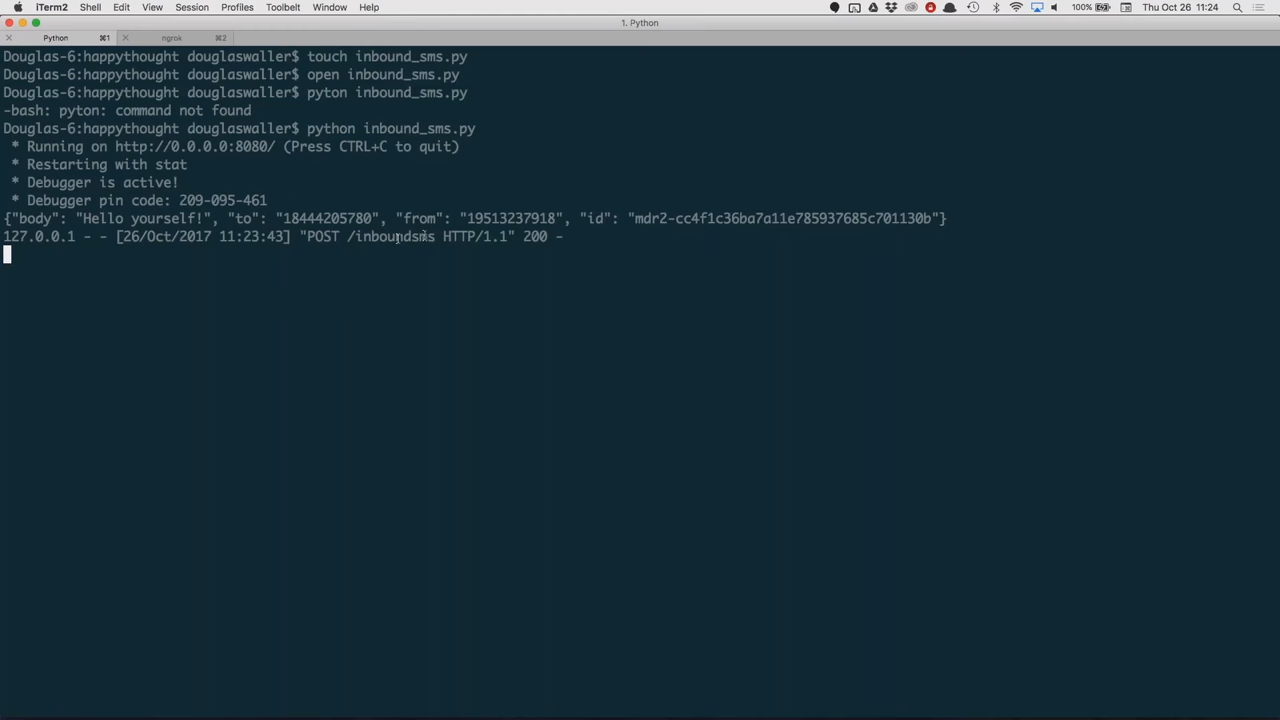 iTerm2 Shell Edit View Session Profiles Toolbelt Window Help 100% Thu Oct 26 11:24
1. Python
Python ⌘1 ngrok ⌘2
Douglas-6:happythought douglaswaller$ touch inbound_sms.py
Douglas-6:happythought douglaswaller$ open inbound_sms.py
Douglas-6:happythought douglaswaller$ pyton inbound_sms.py
-bash: pyton: command not found
Douglas-6:happythought douglaswaller$ python inbound_sms.py
* Running on http://0.0.0.0:8080/ (Press CTRL+C to quit)
* Restarting with stat
* Debugger is active!
* Debugger pin code: 209-095-461
{"body": "Hello yourself!", "to": "18444205780", "from": "19513237918", "id": "mdr2-cc4f1c36ba7a11e785937685c701130b"}
127.0.0.1 - - [26/Oct/2017 11:23:43] "POST /inboundsms HTTP/1.1" 200 -